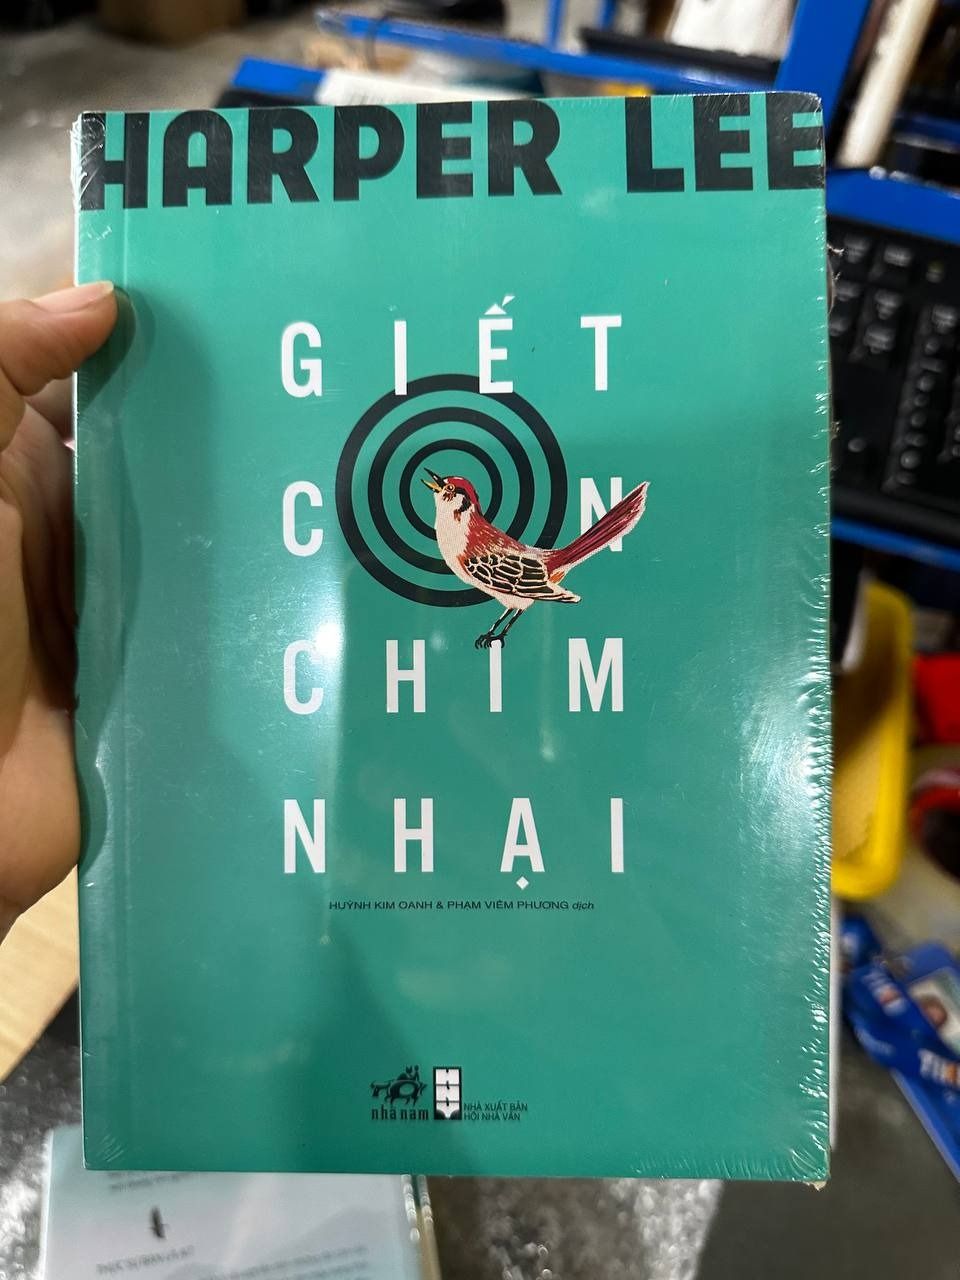 HARPER LEE
GIẾT
CON
CHIM
NHẠI
HUỲNH KIM OANH & PHẠM VIÊM PHƯƠNG dịch
nhã nam
NHÀ XUẤT BẢN
HỘI NHÀ VĂN